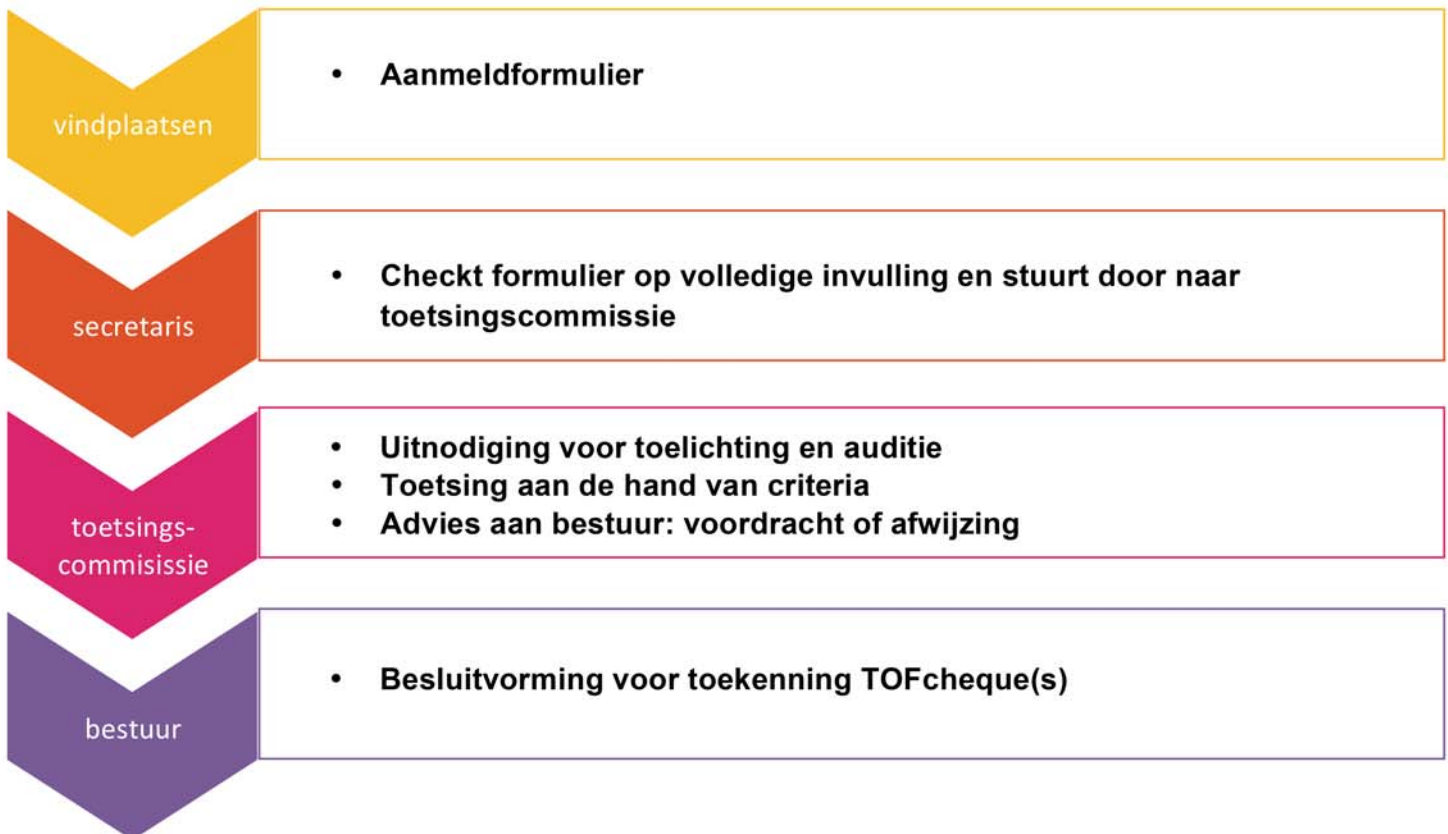 vindplaatsen
• Aanmeldformulier
secretaris
• Checkt formulier op volledige invulling en stuurt door naar
toetsingscommissie
toetsings-
commisissie
• Uitnodiging voor toelichting en auditie
• Toetsing aan de hand van criteria
• Advies aan bestuur: voordracht of afwijzing
bestuur
• Besluitvorming voor toekenning TOFcheque(s)